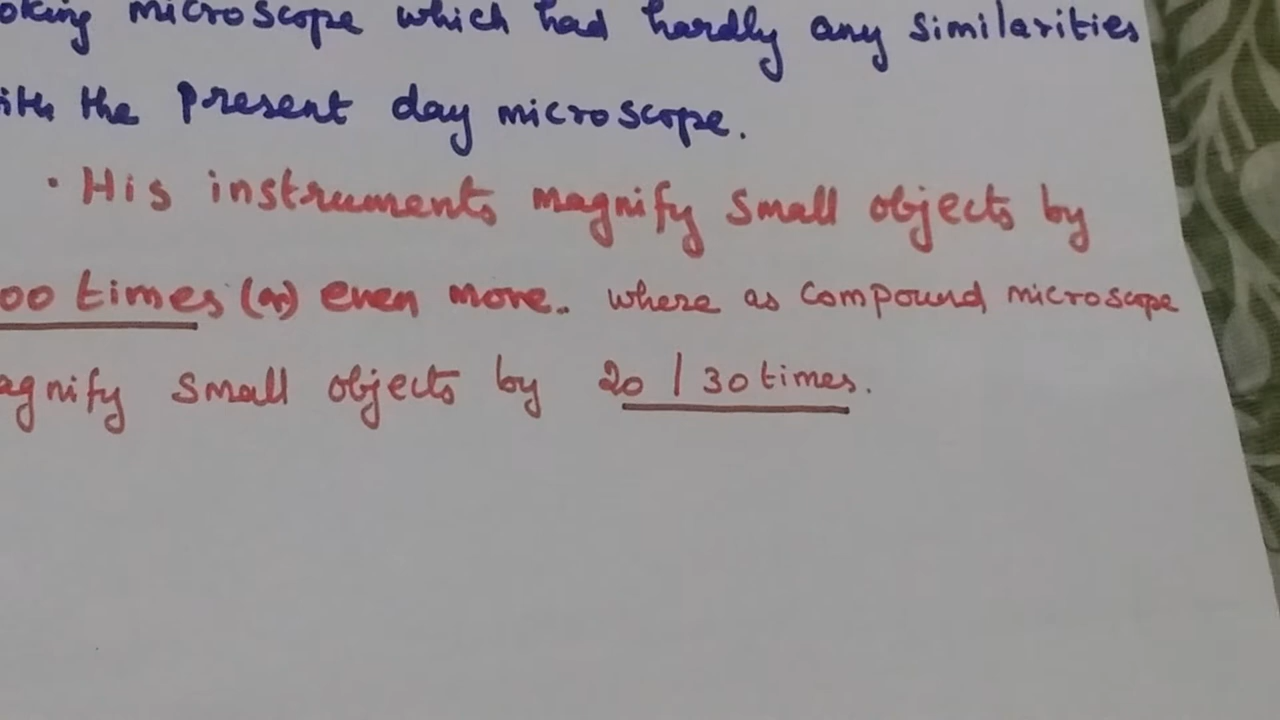 microscope which had hardly any similarities
the Present day microscope.
• His instruments magnify small objects by
00 times (or) even more. where as compound microscope
small objects by 20 / 30 times.